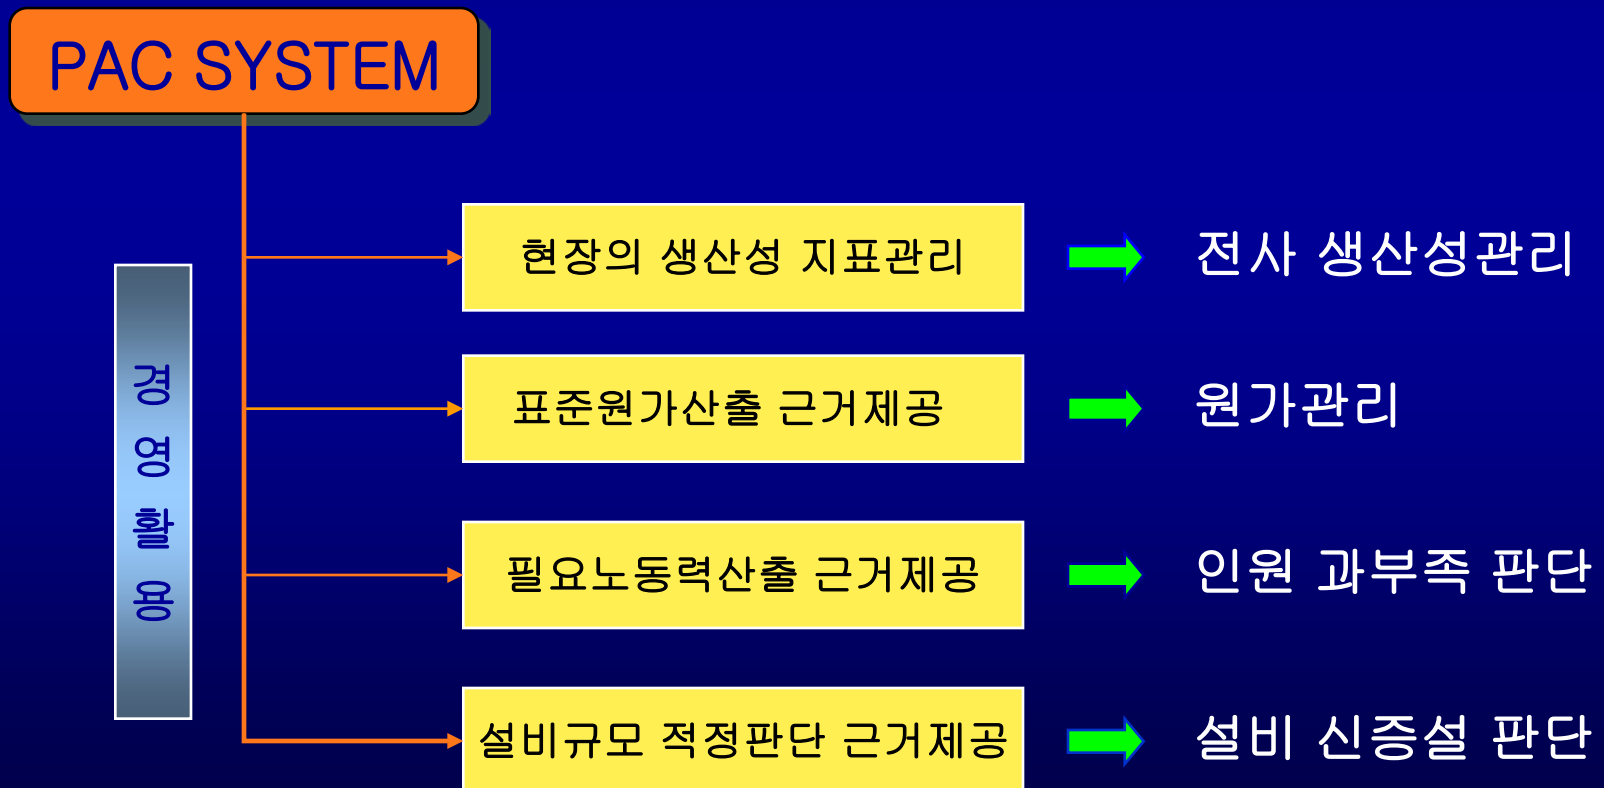 PAC SYSTEM
경영활용
현장의 생산성 지표관리
전사 생산성관리
표준원가산출 근거제공
원가관리
필요노동력산출 근거제공
인원 과부족 판단
설비규모 적정판단 근거제공
설비 신증설 판단